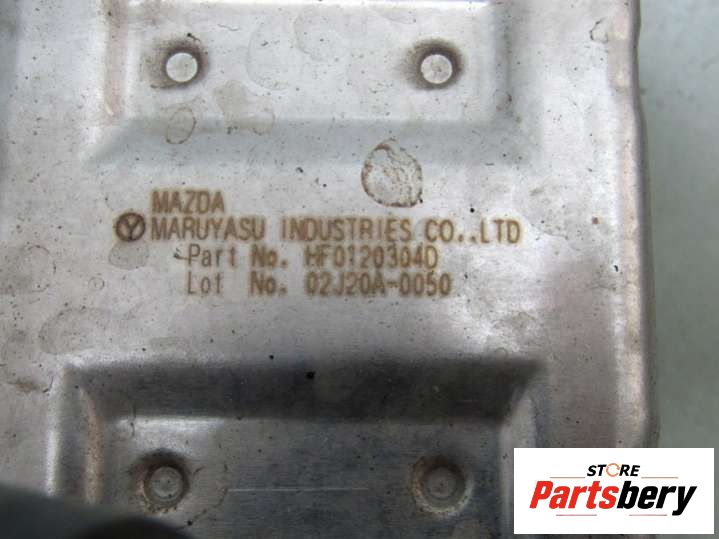 MAZDA
MARUYASU INDUSTRIES CO.,LTD
Part No. HF0120304D
Lot No. 02J20A-0050
STORE
Partsbery